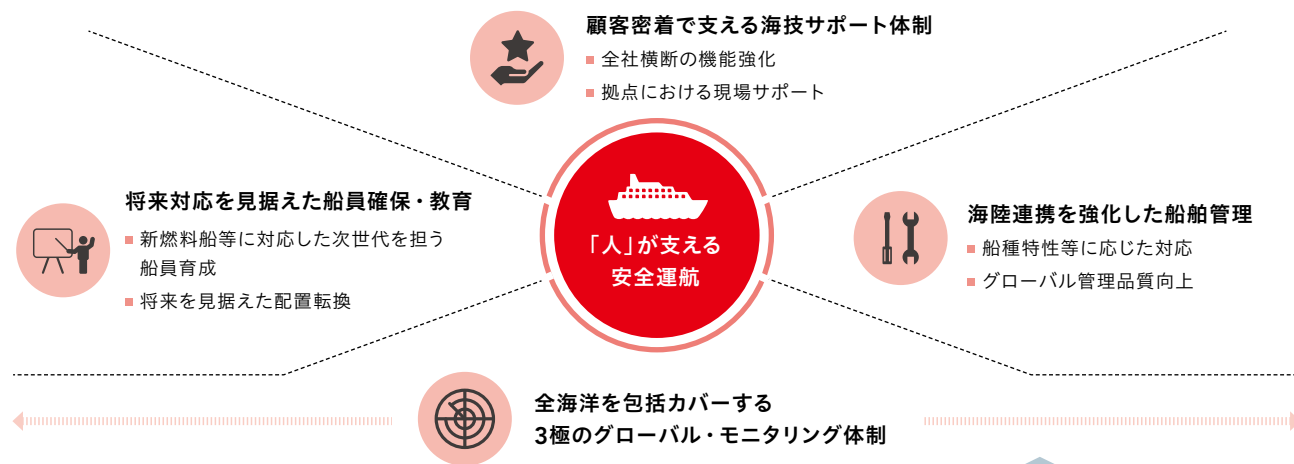 顧客密着で支える海技サポート体制
■ 全社横断の機能強化
■ 拠点における現場サポート
将来対応を見据えた船員確保・教育
■ 新燃料船等に対応した次世代を担う
船員育成
■ 将来を見据えた配置転換
「人」が支える
安全運航
海陸連携を強化した船舶管理
■ 船種特性等に応じた対応
■ グローバル管理品質向上
全海洋を包括カバーする
3極のグローバル・モニタリング体制